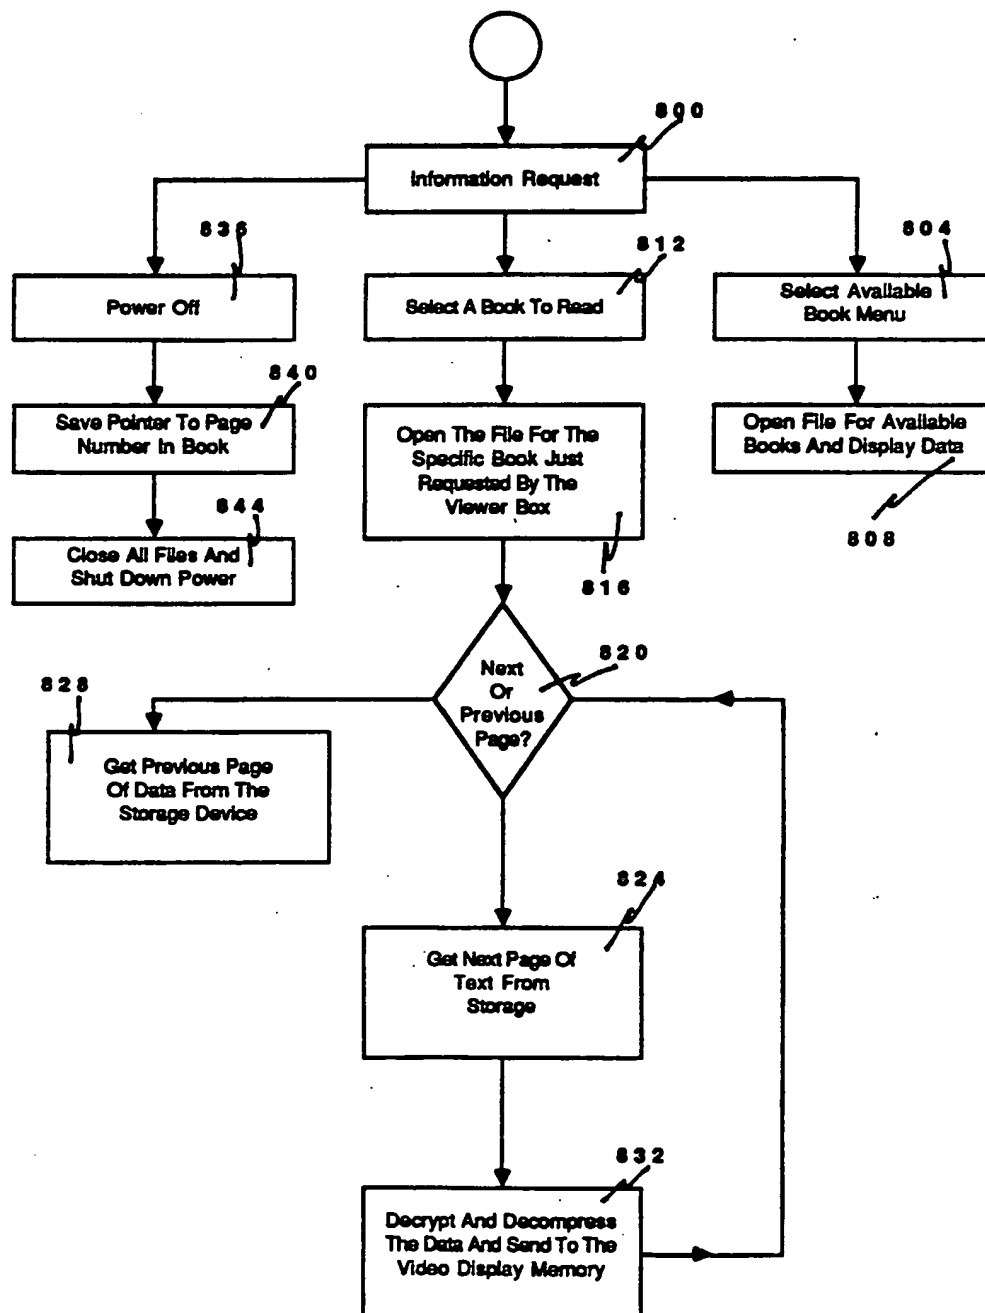 800
Information Request
836
Power Off
812
Select A Book To Read
804
Select Available
Book Menu
840
Save Pointer To Page
Number In Book
Open The File For The
Specific Book Just
Requested By The
Viewer Box
816
Open File For Available
Books And Display Data
808
844
Close All Files And
Shut Down Power
820
Next
Or
Previous
Page?
828
Get Previous Page
Of Data From The
Storage Device
824
Get Next Page Of
Text From
Storage
832
Decrypt And Decompress
The Data And Send To The
Video Display Memory